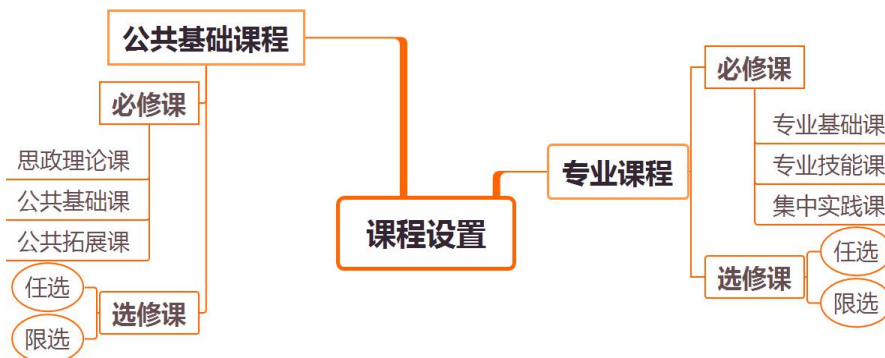 公共基础课程
必修课
思政理论课
公共基础课
公共拓展课
选修课
任选
限选
课程设置
专业课程
必修课
专业基础课
专业技能课
集中实践课
选修课
任选
限选